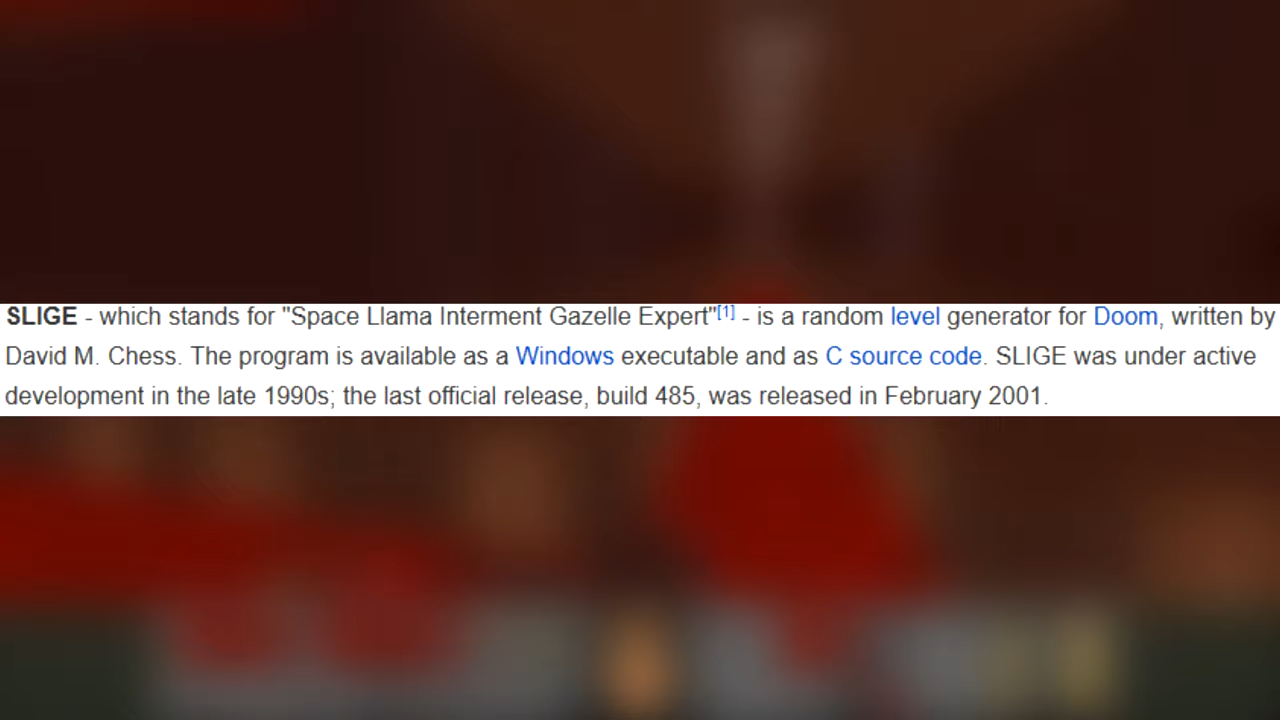 SLIGE - which stands for "Space Llama Interment Gazelle Expert"[1] - is a random level generator for Doom, written by
David M. Chess. The program is available as a Windows executable and as C source code. SLIGE was under active
development in the late 1990s; the last official release, build 485, was released in February 2001.